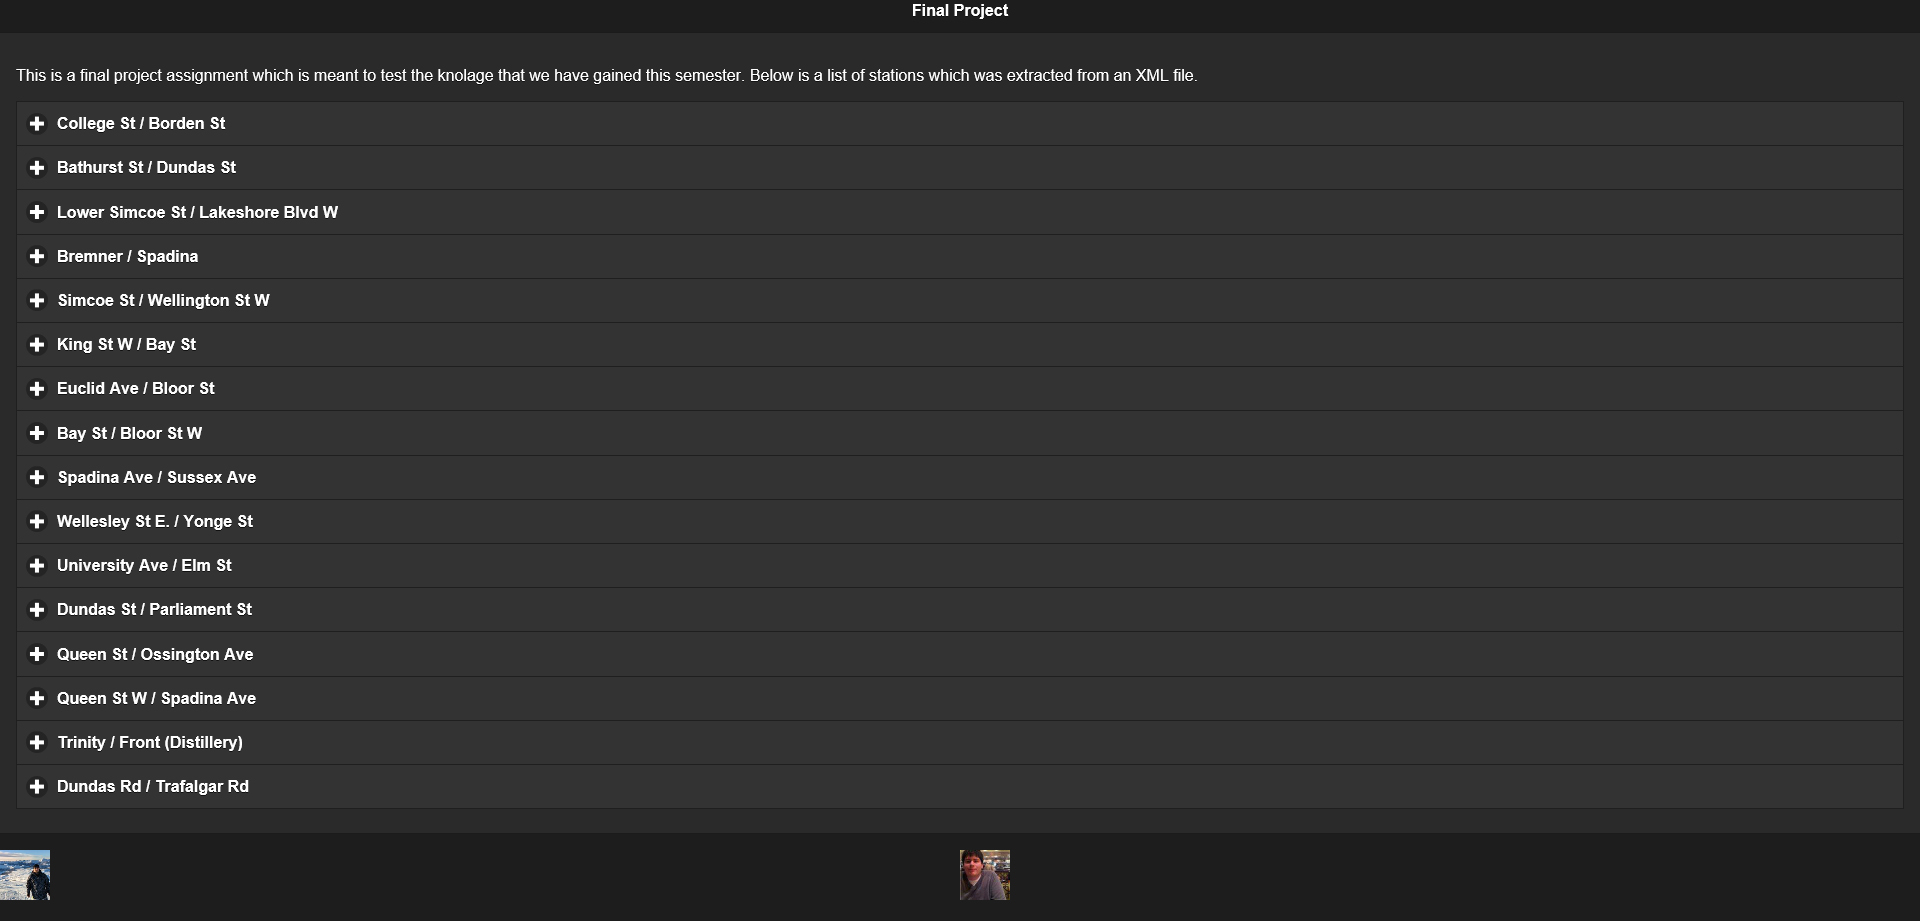 Final Project
This is a final project assignment which is meant to test the knolage that we have gained this semester. Below is a list of stations which was extracted from an XML file.
College St / Borden St
Bathurst St / Dundas St
Lower Simcoe St / Lakeshore Blvd W
Bremner / Spadina
Simcoe St / Wellington St W
King St W / Bay St
Euclid Ave / Bloor St
Bay St / Bloor St W
Spadina Ave / Sussex Ave
Wellesley St E. / Yonge St
University Ave / Elm St
Dundas St / Parliament St
Queen St / Ossington Ave
Queen St W / Spadina Ave
Trinity / Front (Distillery)
Dundas Rd / Trafalgar Rd